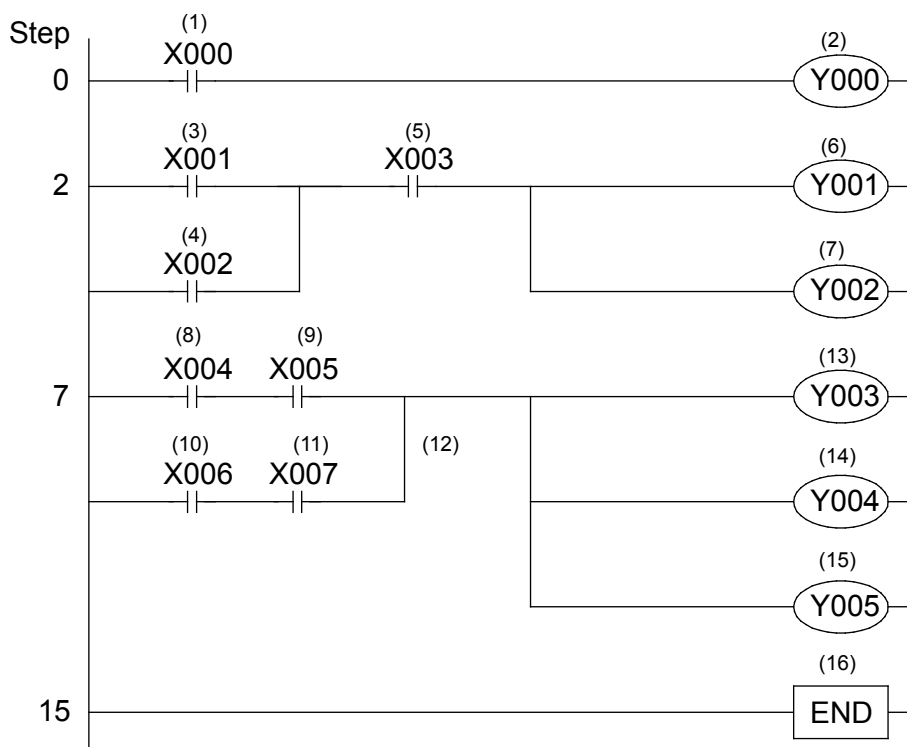 Step
(1) (2)
X000
0 Y000
(3) (5) (6)
X001 X003
2 Y001
(4) (7)
X002
Y002
(8) (9) (13)
X004 X005
7 Y003
(10) (11) (12) (14)
X006 X007
Y004
(15)
Y005
(16)
15 END